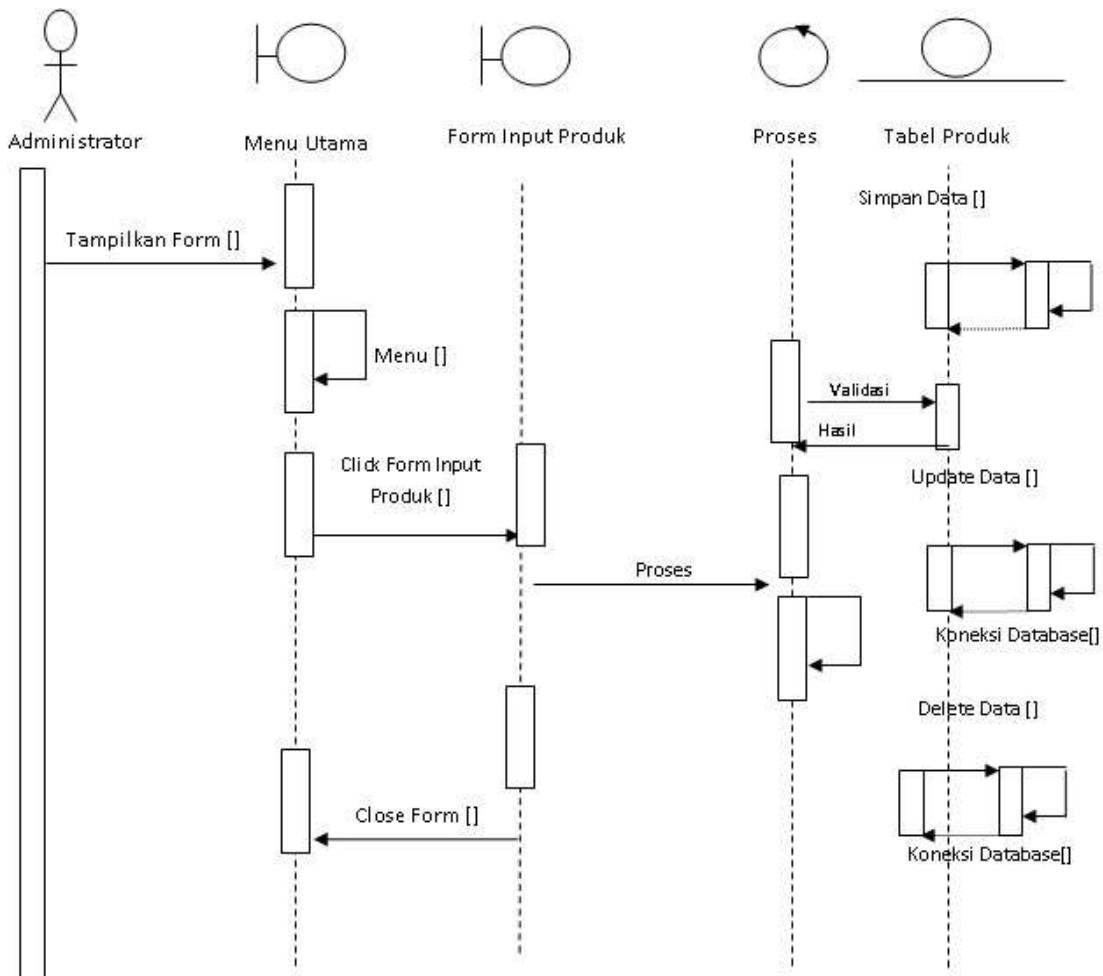 Administrator
Menu Utama
Form Input Produk
Proses
Tabel Produk
Simpan Data []
Tampilkan Form []
Menu []
Validasi
Hasil
Click Form Input
Produk []
Update Data []
Proses
Koneksi Database[]
Delete Data []
Close Form []
Koneksi Database[]